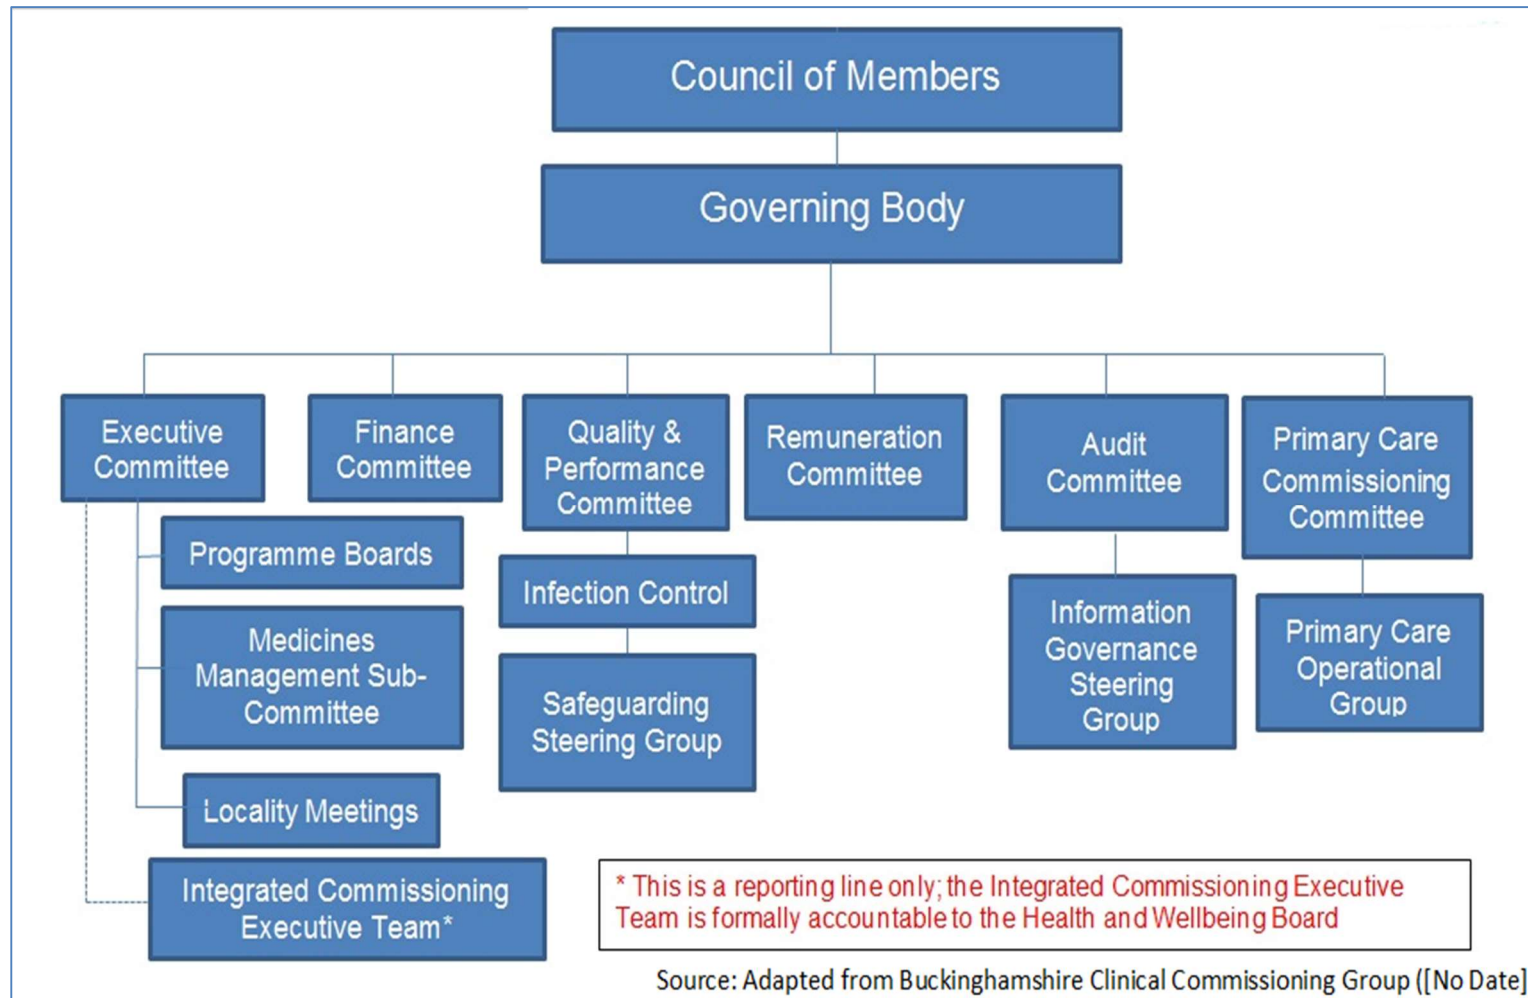 Council of Members
Governing Body
Executive
Committee
Finance
Committee
Quality &
Performance
Committee
Remuneration
Committee
Audit
Committee
Primary Care
Commissioning
Committee
Programme Boards
Medicines
Management Sub-
Committee
Locality Meetings
Integrated Commissioning
Executive Team*
Infection Control
Safeguarding
Steering Group
Information
Governance
Steering
Group
Primary Care
Operational
Group
* This is a reporting line only; the Integrated Commissioning Executive
Team is formally accountable to the Health and Wellbeing Board
Source: Adapted from Buckinghamshire Clinical Commissioning Group ([No Date]